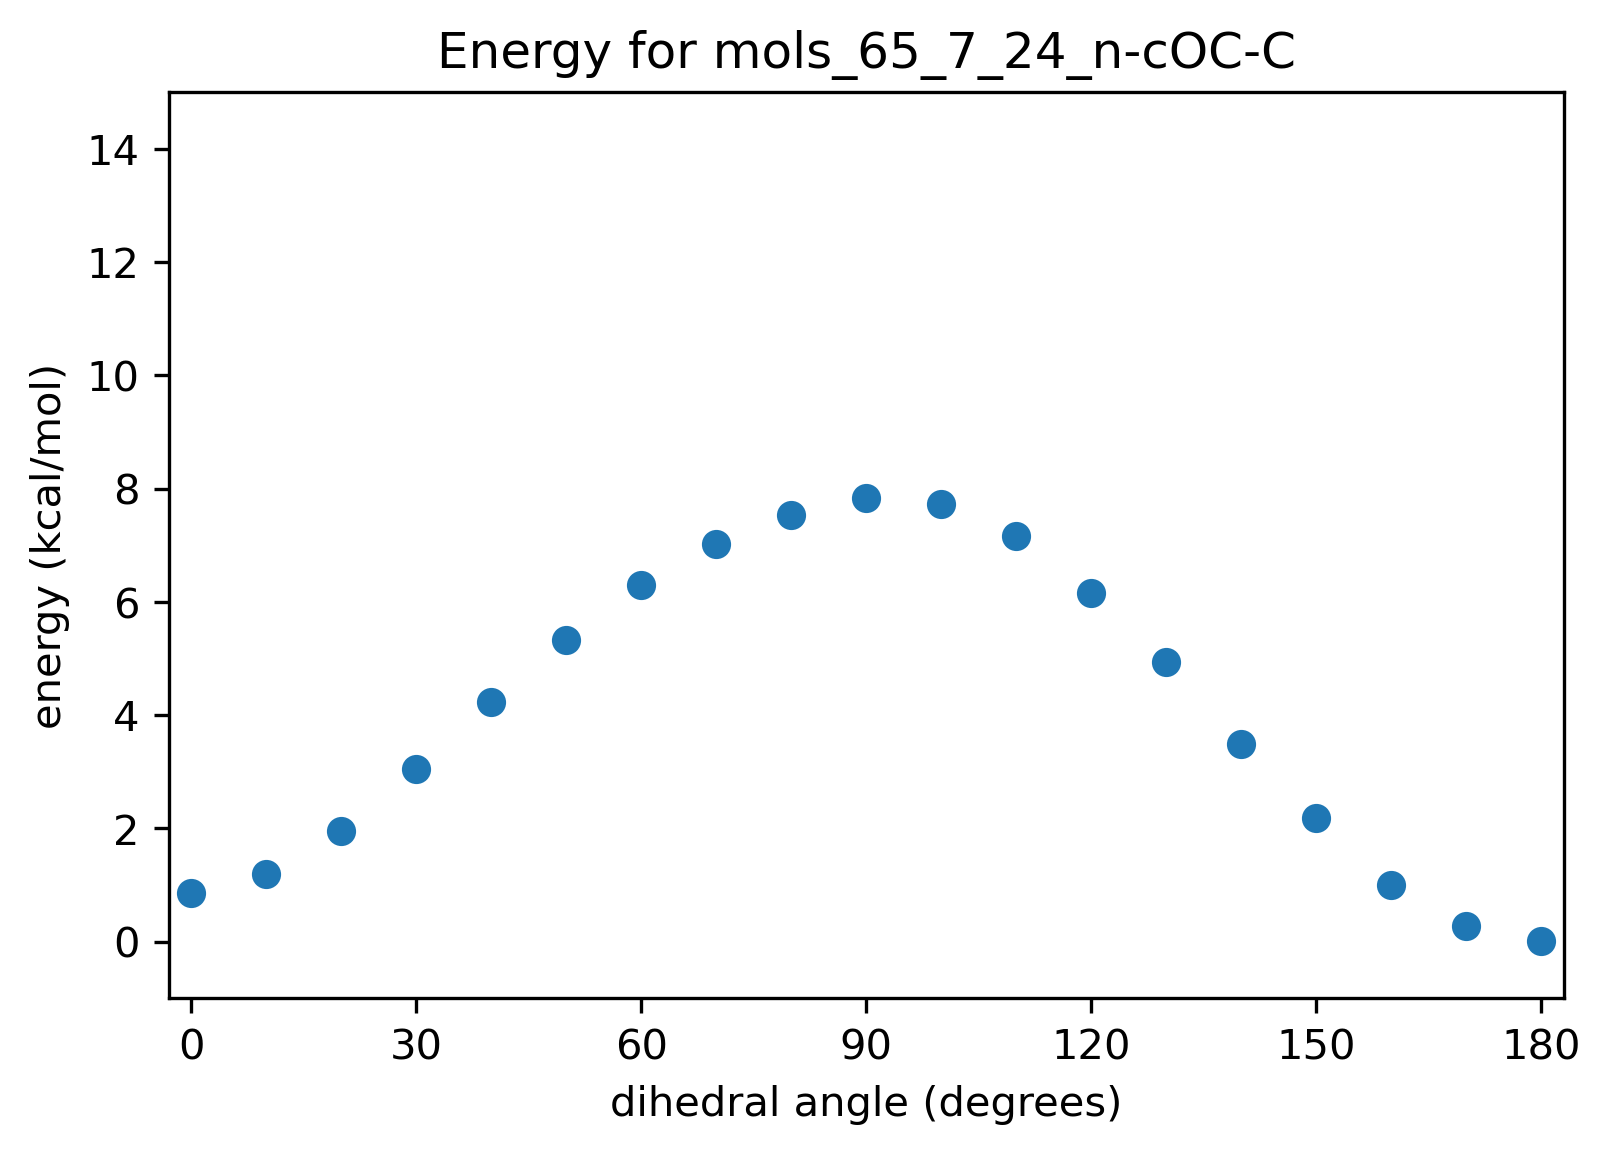 Energy for mols_65_7_24_n-cOC-C
14
12
10
8
6
4
2
0
energy (kcal/mol)
0 30 60 90 120 150 180
dihedral angle (degrees)